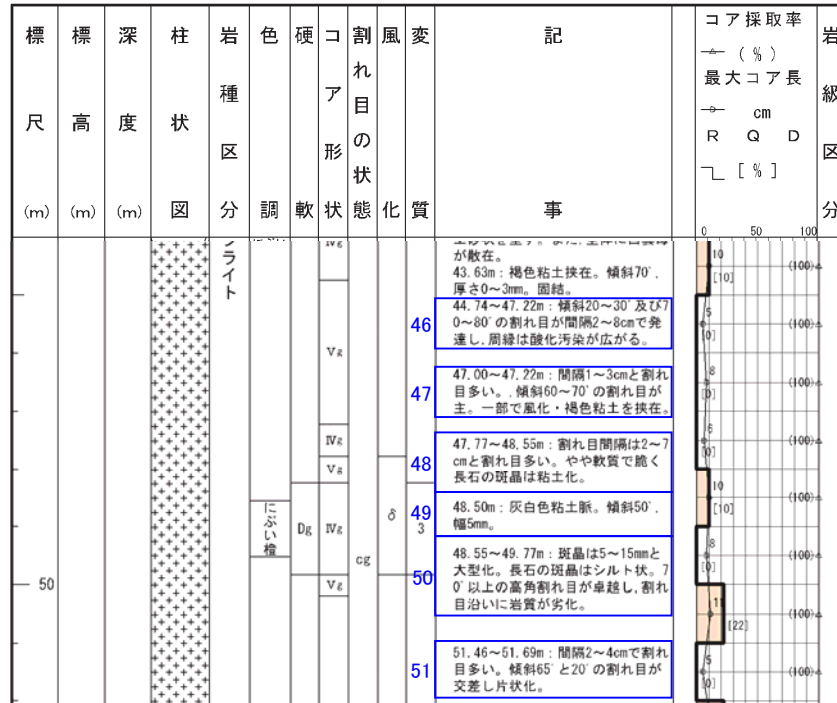 標尺(m)
標高(m)
深度(m)
柱状図
岩種区分
色調
硬軟
コア形状
割れ目の状態
風化
変質
記事
コア採取率
(%)
最大コア長
cm
R Q D
[%]
0 50 100
岩級区分
ライト
Ⅳg
が散在。
43.63m:褐色粘土挟在。傾斜70ﾟ,
厚さ0～3mm。固結。
46
44.74～47.22m:傾斜20～30ﾟ及び7
0～80ﾟの割れ目が間隔2～8cmで発
達し,周縁は酸化汚染が広がる。
Ⅴg
47
47.00～47.22m:間隔1～3cmと割れ
目多い。.傾斜60～70ﾟの割れ目が
主。一部で風化・褐色粘土を挟在。
Ⅳg
Ⅴg
48
47.77～48.55m:割れ目間隔は2～7
cmと割れ目多い。やや軟質で脆く
長石の斑晶は粘土化。
にぶい橙
Dg
Ⅳg
cg
δ
49
3
48.50m:灰白色粘土脈。傾斜50ﾟ,
幅5mm。
50
Ⅴg
50
48.55～49.77m:斑晶は5～15mmと
大型化。長石の斑晶はシルト状。7
0ﾟ以上の高角割れ目が卓越し,割れ
目沿いに岩質が劣化。
51
51.46～51.69m:間隔2～4cmで割れ
目多い。傾斜65ﾟと20ﾟの割れ目が
交差し片状化。
10
[10]
(100)
5
[0]
(100)
8
[0]
(100)
6
[0]
(100)
10
[10]
(100)
8
[0]
(100)
11
[22]
(100)
5
[0]
(100)